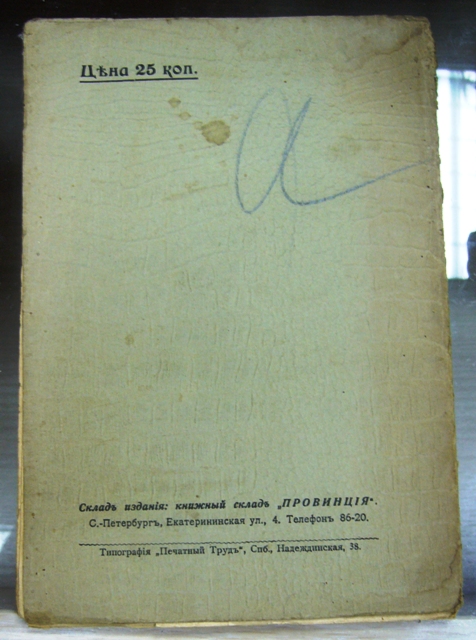 Цѣна 25 коп.
а
Складъ изданія: книжный складъ „ПРОВИНЦІЯ“.
С.-Петербургъ, Екатерининская ул., 4. Телефонъ 86-20.
Типографія „Печатный Трудъ“, Спб., Надеждинская, 38.